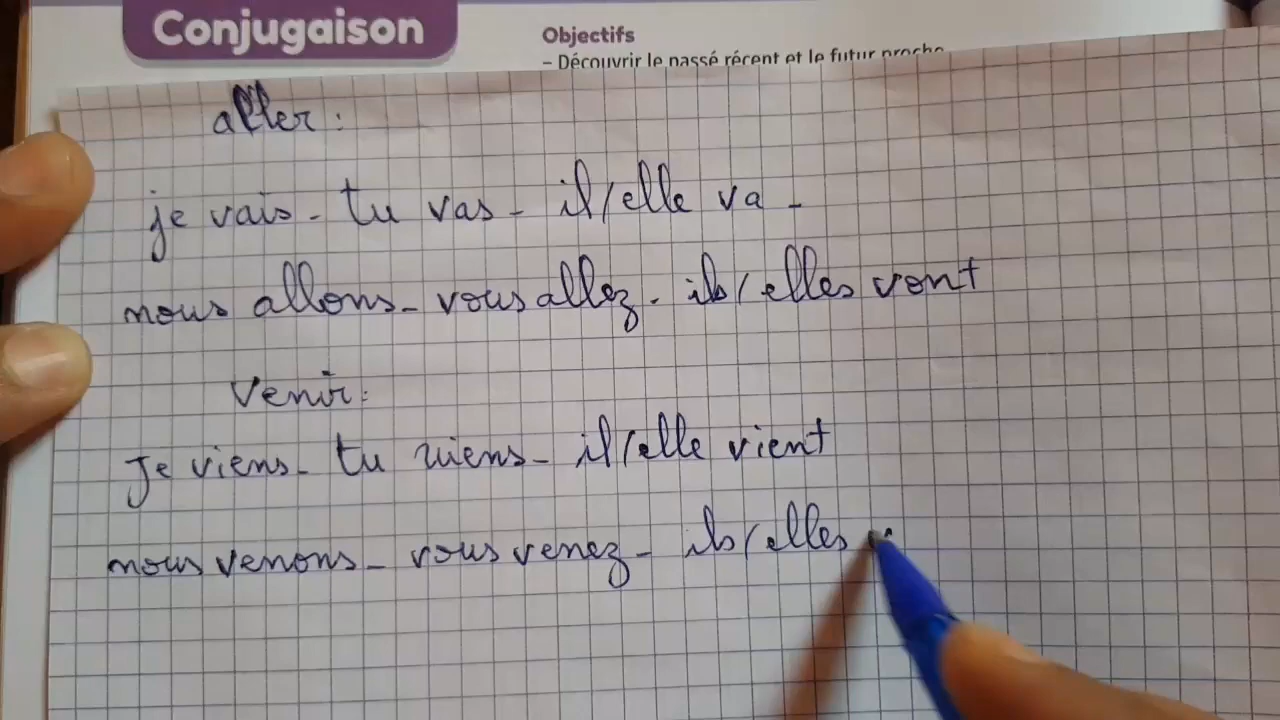 Conjugaison
Objectifs
– Découvrir le passé récent et le futur proche
aller :
je vais - tu vas - il/elle va -
nous allons - vous allez - ils/elles vont
Venir :
Je viens - tu viens - il/elle vient
nous venons - vous venez - ils/elles